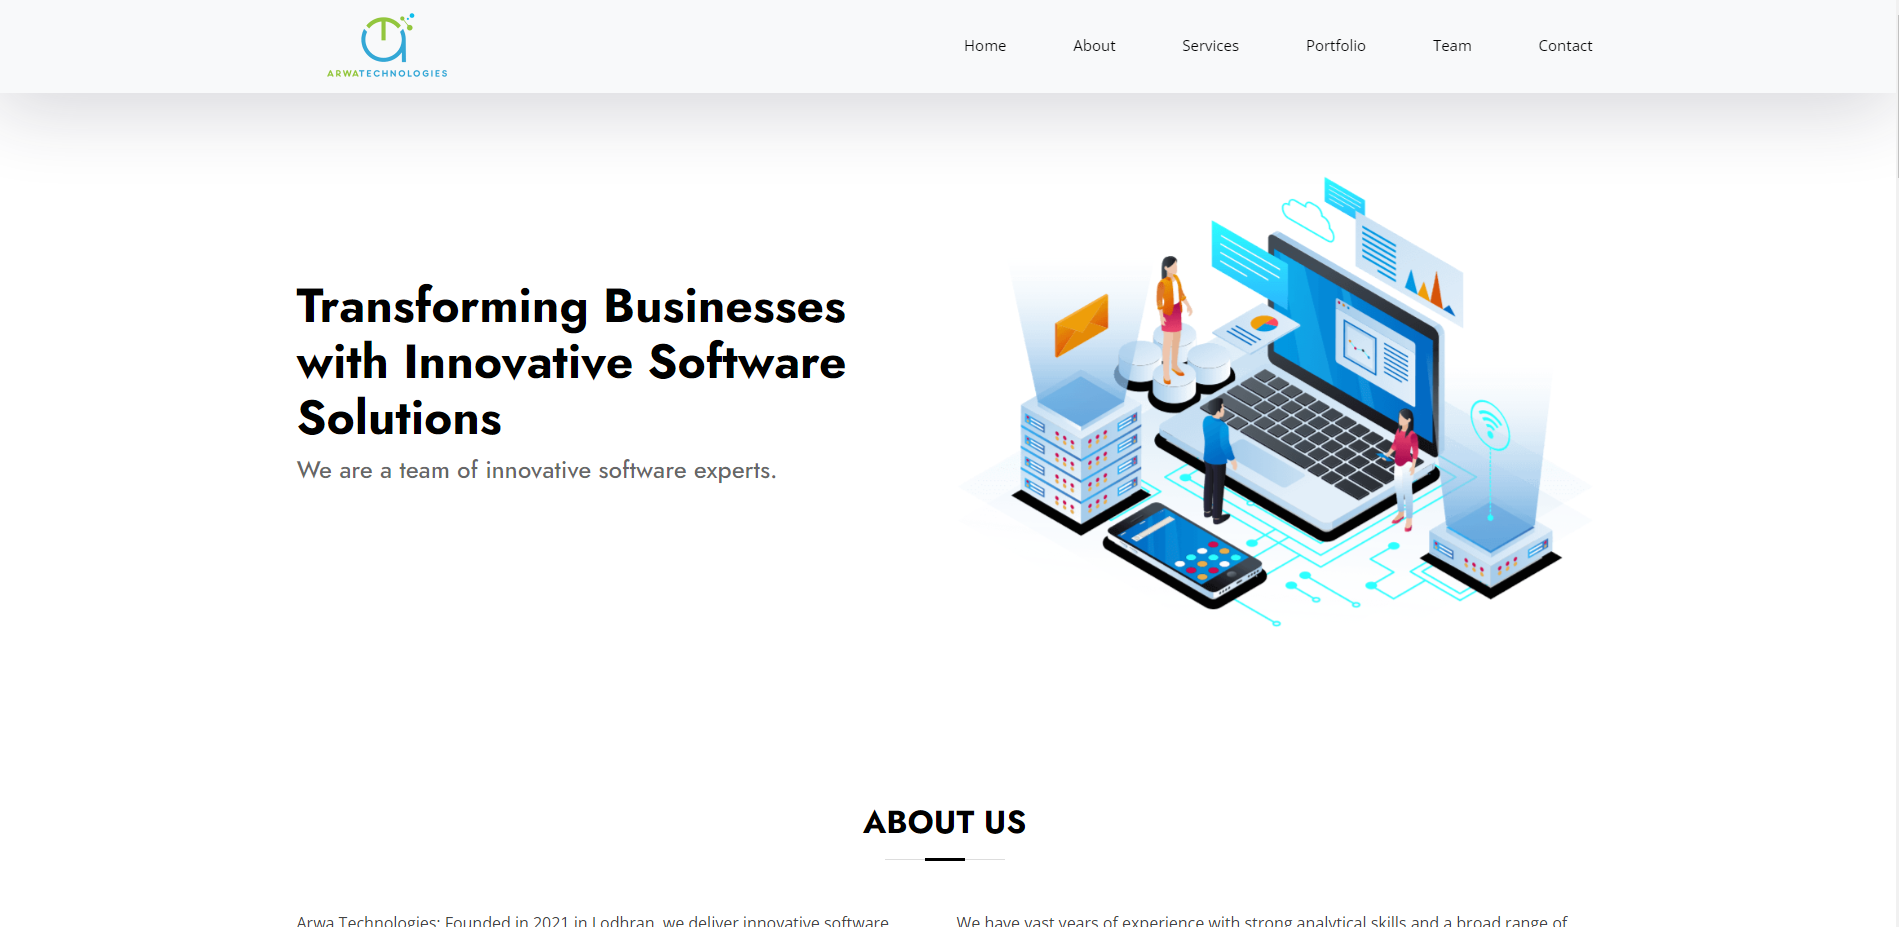 ARWATECHNOLOGIES
Home About Services Portfolio Team Contact
Transforming Businesses
with Innovative Software
Solutions
We are a team of innovative software experts.
ABOUT US
Arwa Technologies: Founded in 2021 in Lodhran, we deliver innovative software
We have vast years of experience with strong analytical skills and a broad range of